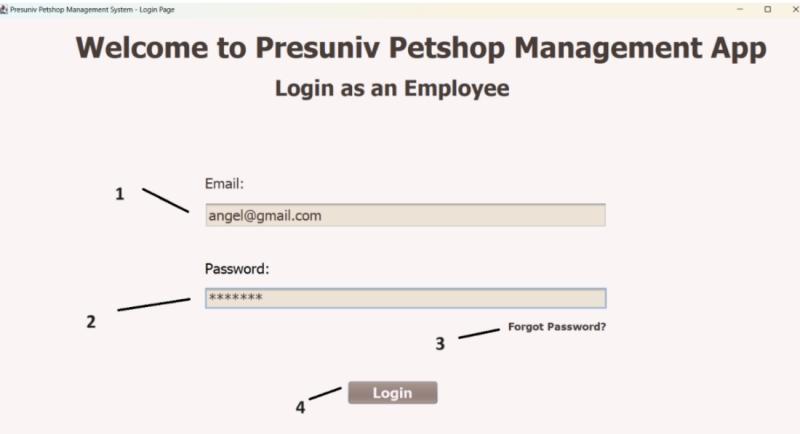 Presuniv Petshop Management System - Login Page
Welcome to Presuniv Petshop Management App
Login as an Employee
Email:
1
angel@gmail.com
Password:
*******
2
Forgot Password?
3
Login
4